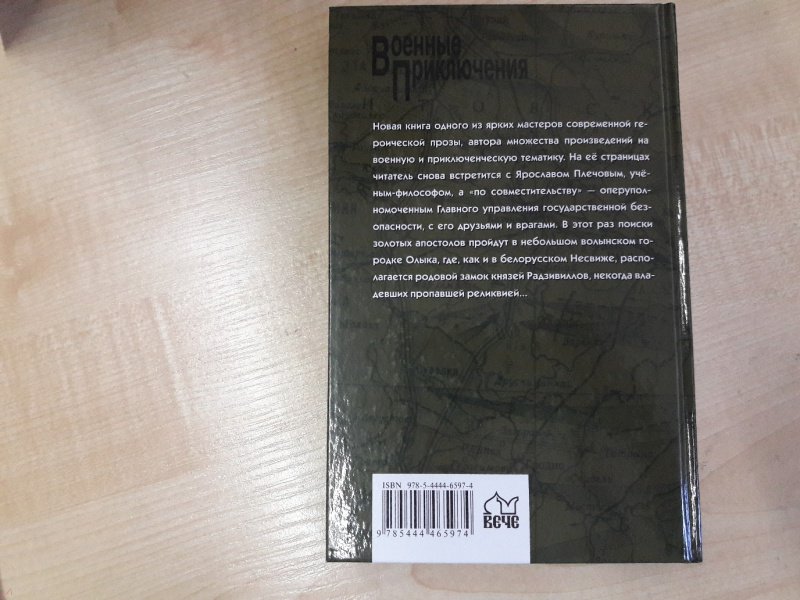 Военные
Приключения
Новая книга одного из ярких мастеров современной ге-
роической прозы, автора множества произведений на
военную и приключенческую тематику. На её страницах
читатель снова встретится с Ярославом Плечовым, учё-
ным-философом, а «по совместительству» — оперупол-
номоченным Главного управления государственной без-
опасности, с его друзьями и врагами. В этот раз поиски
золотых апостолов пройдут в небольшом волынском го-
родке Олыка, где, как и в белорусском Несвиже, распо-
лагается родовой замок князей Радзивиллов, некогда вла-
девших пропавшей реликвией...
ISBN 978-5-4444-6597-4
9 785444 465974
ВЕЧЕ